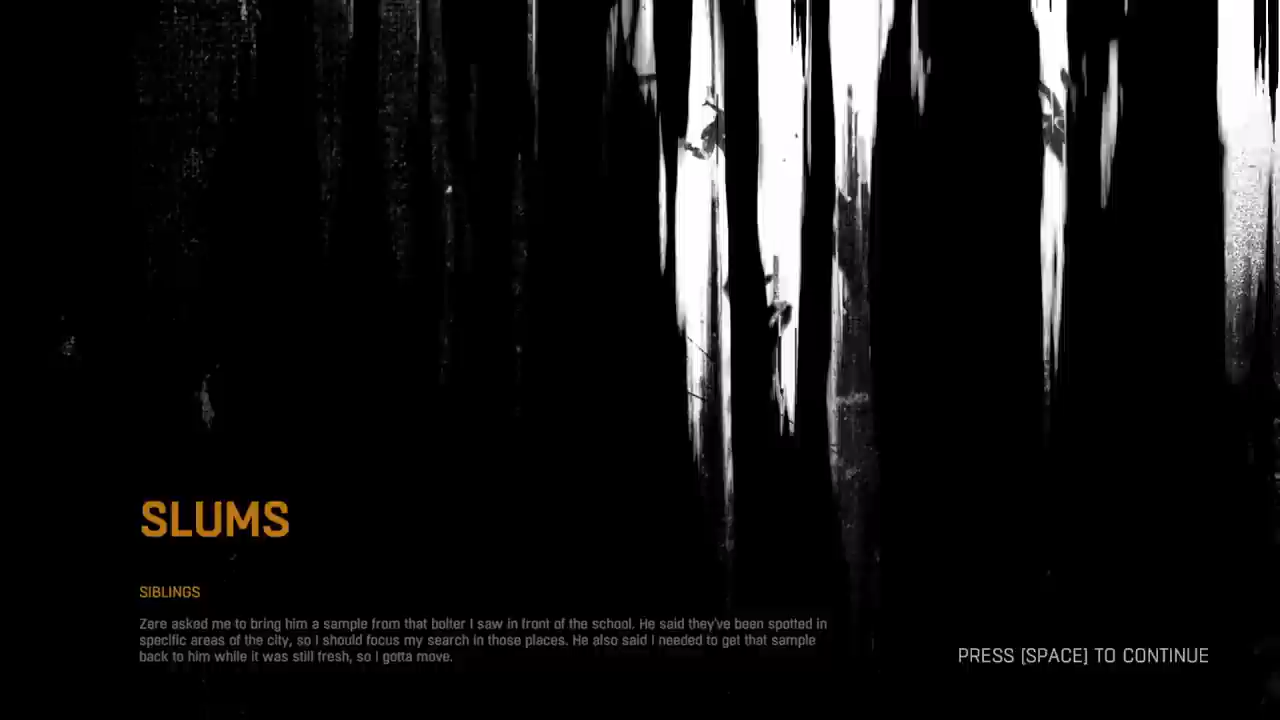 SLUMS
SIBLINGS
Zere asked me to bring him a sample from that bolter I saw in front of the school. He said they've been spotted in
specific areas of the city, so I should focus my search in those places. He also said I needed to get that sample
back to him while it was still fresh, so I gotta move.
PRESS [SPACE] TO CONTINUE